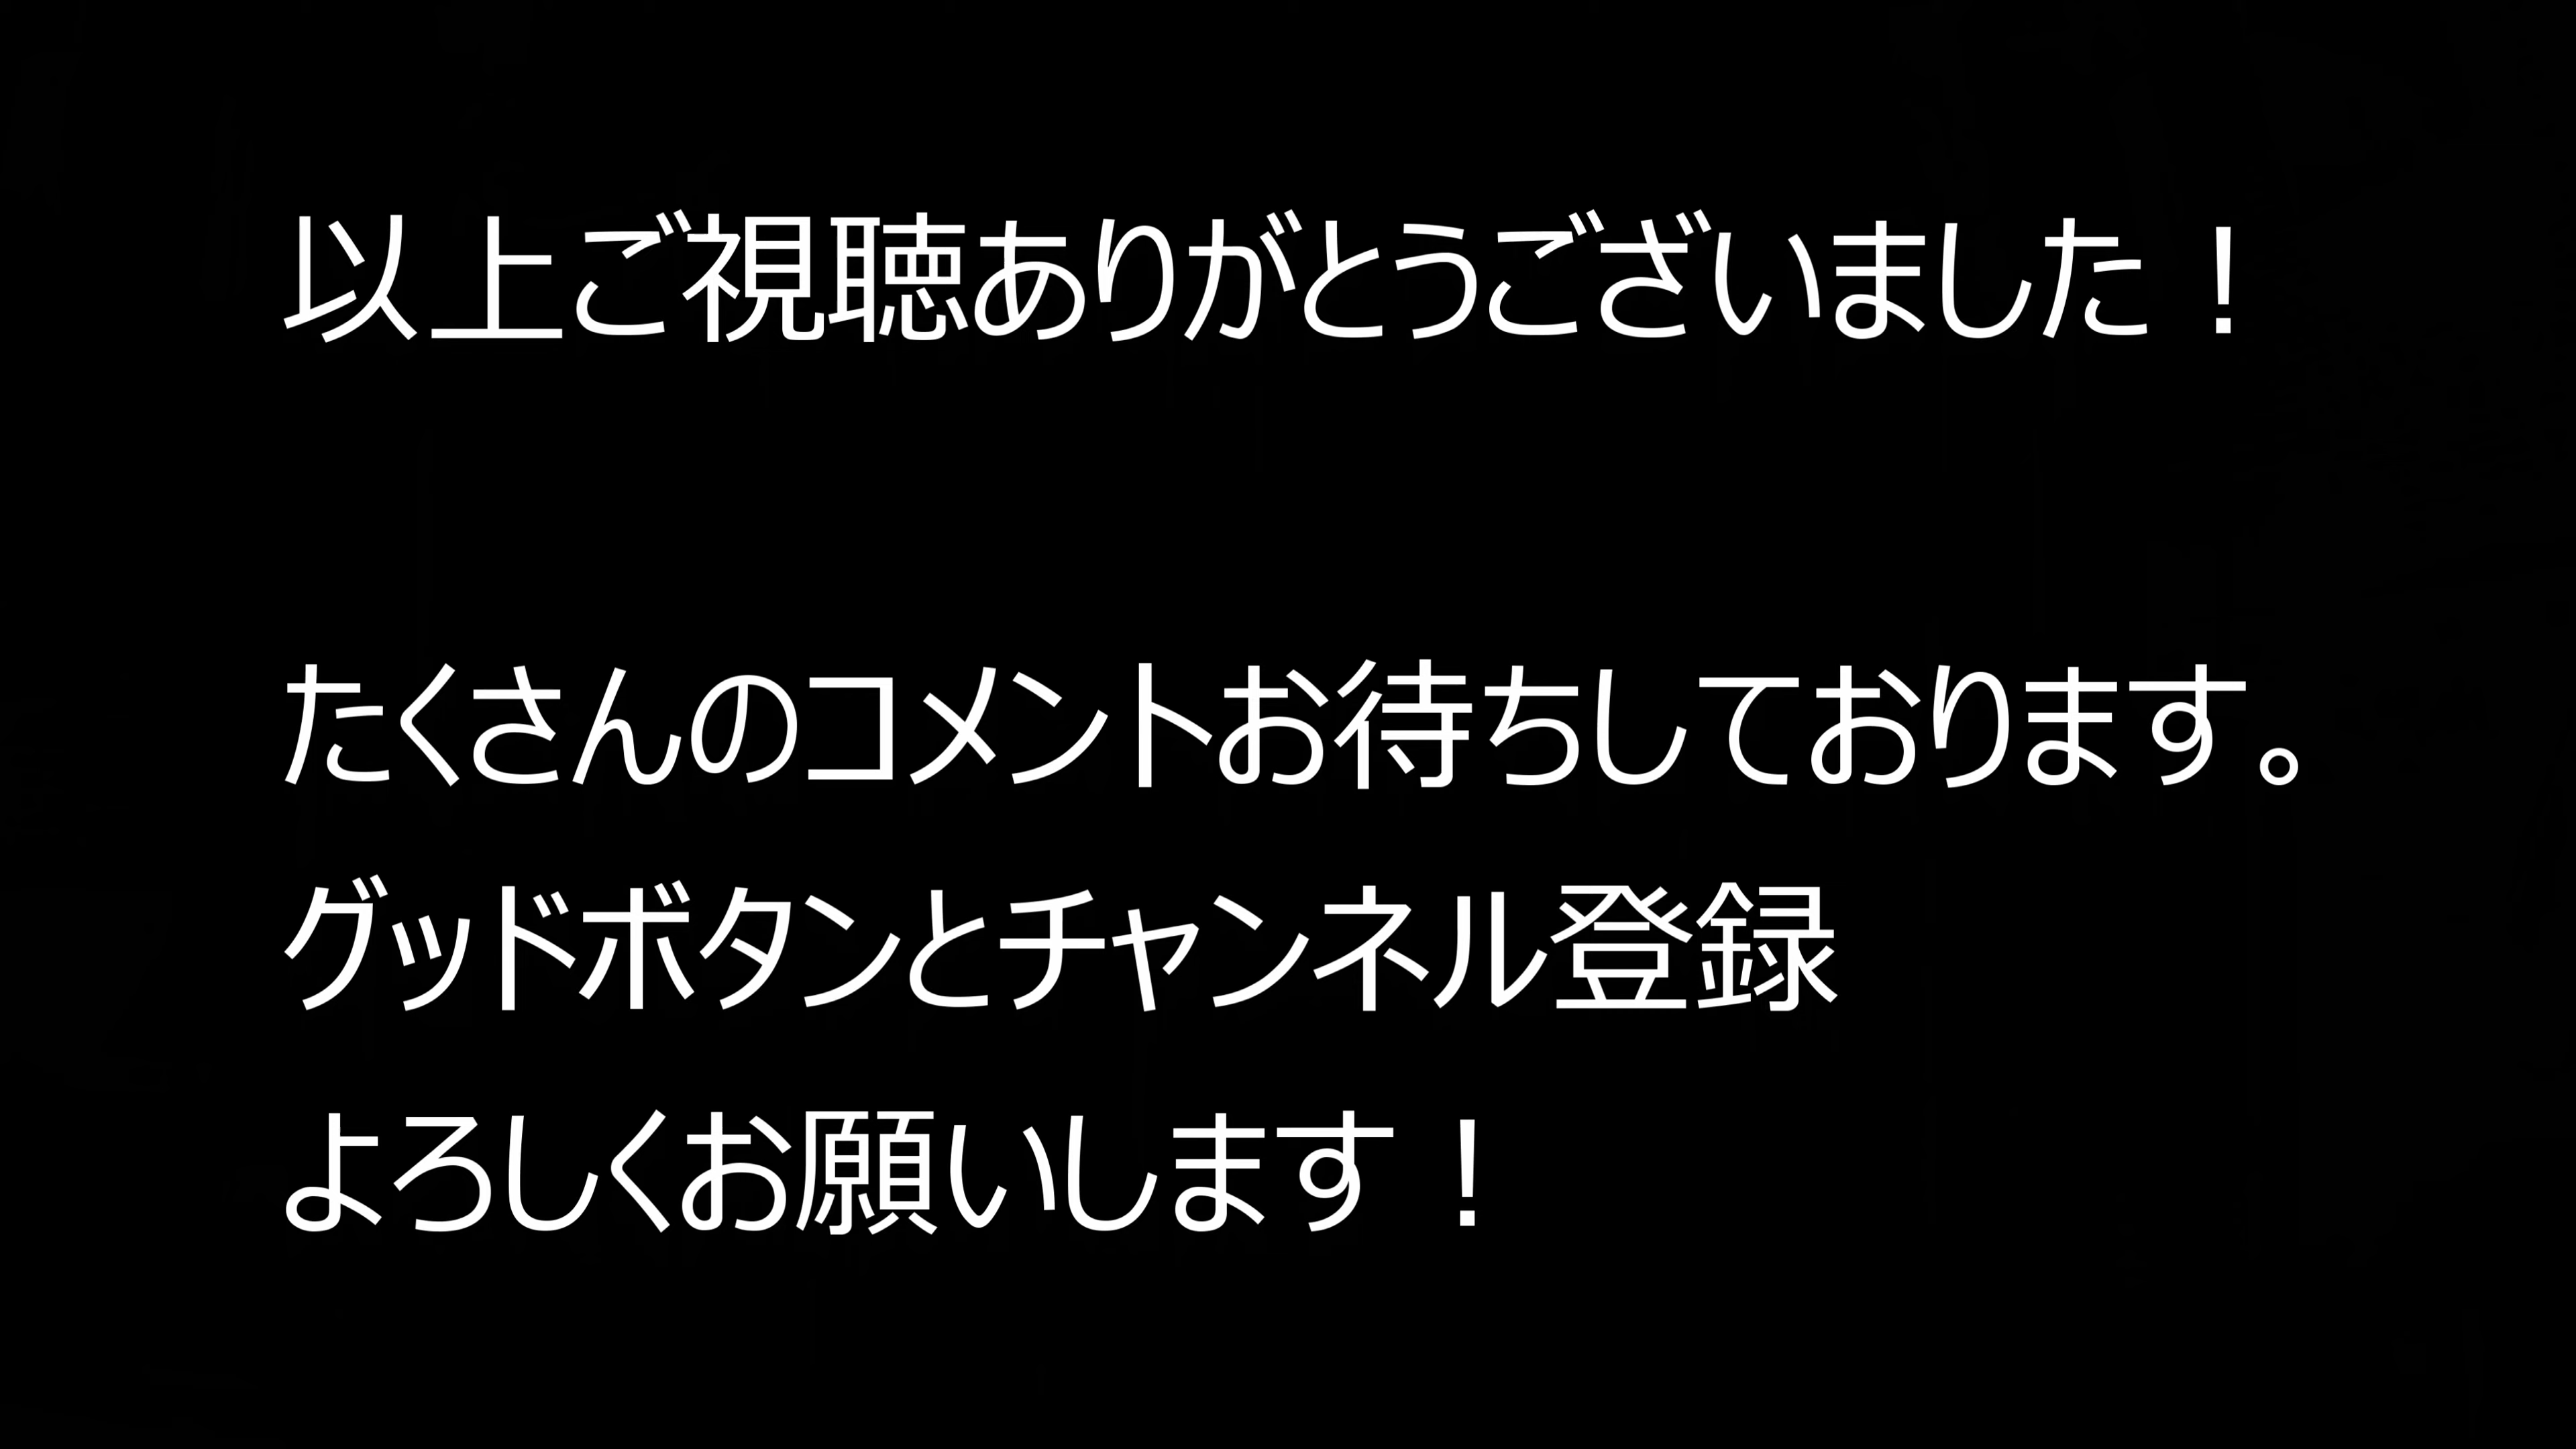 以上ご視聴ありがとうございました！
たくさんのコメントお待ちしております。
グッドボタンとチャンネル登録
よろしくお願いします！